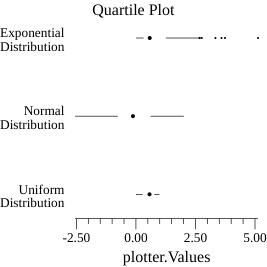 Quartile Plot
Exponential
Distribution
Normal
Distribution
Uniform
Distribution
-2.50 0.00 2.50 5.00
plotter.Values